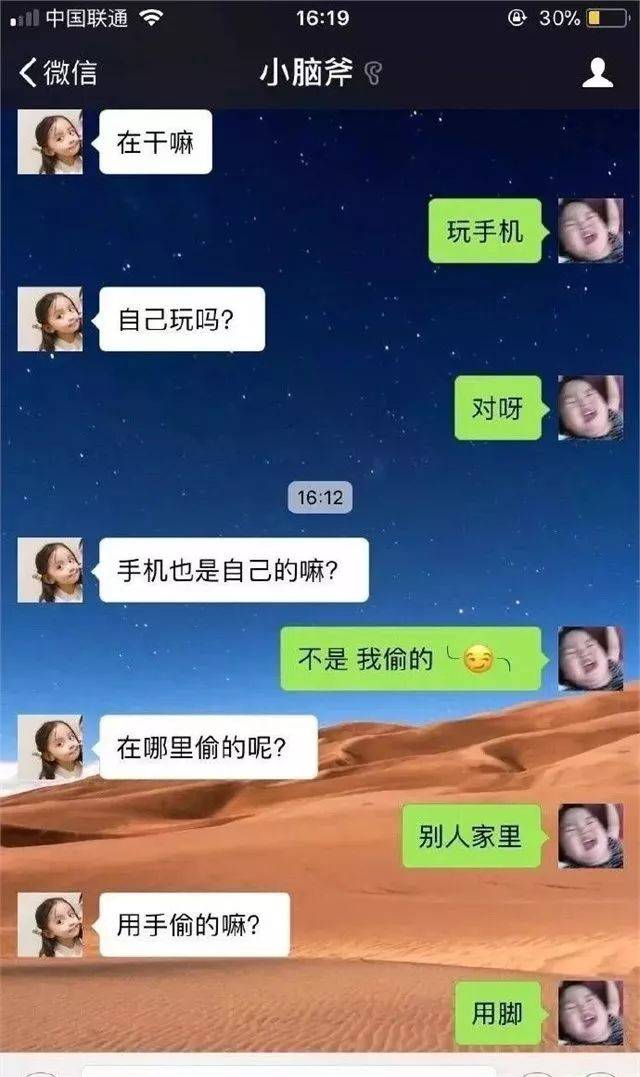 中国联通 16:19 30%
微信 小脑斧
在干嘛
玩手机
自己玩吗？
对呀
16:12
手机也是自己的嘛？
不是 我偷的╰😏╮
在哪里偷的呢？
别人家里
用手偷的嘛？
用脚